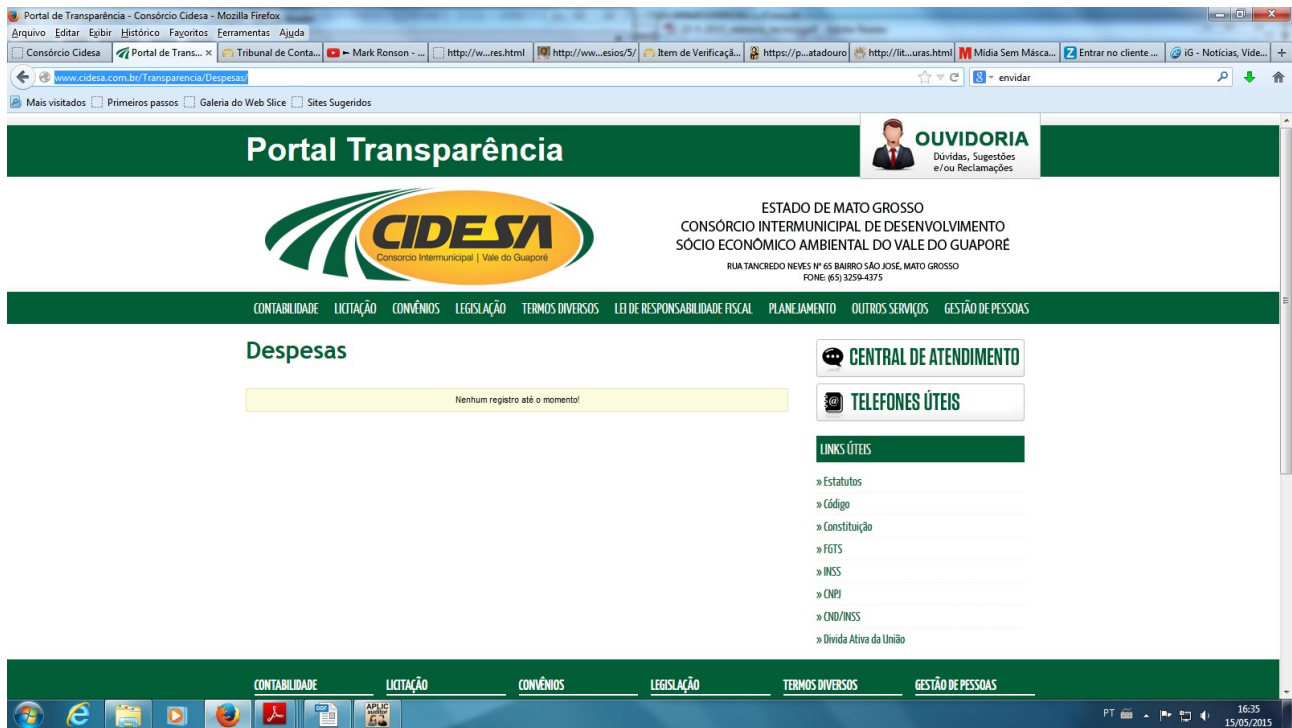 Portal de Transparência - Consórcio Cidesa - Mozilla Firefox
Arquivo Editar Exibir Histórico Favoritos Ferramentas Ajuda
Consórcio Cidesa Portal de Trans... × Tribunal de Conta... Mark Ronson - ... http://w...res.html http://ww...esios/5/ Item de Verificaçã... https://p...atadouro http://lit...uras.html Mídia Sem Másca... Entrar no cliente ... iG - Notícias, Víde... +
www.cidesa.com.br/Transparencia/Despesas/ envidar
Mais visitados Primeiros passos Galeria do Web Slice Sites Sugeridos
Portal Transparência
OUVIDORIA
Dúvidas, Sugestões
e/ou Reclamações
CIDESA
Consorcio Intermunicipal | Vale do Guaporé
ESTADO DE MATO GROSSO
CONSÓRCIO INTERMUNICIPAL DE DESENVOLVIMENTO
SÓCIO ECONÔMICO AMBIENTAL DO VALE DO GUAPORÉ
RUA TANCREDO NEVES Nº 65 BAIRRO SÃO JOSE, MATO GROSSO
FONE: (65) 3259-4375
CONTABILIDADE LICITAÇÃO CONVÊNIOS LEGISLAÇÃO TERMOS DIVERSOS LEI DE RESPONSABILIDADE FISCAL PLANEJAMENTO OUTROS SERVIÇOS GESTÃO DE PESSOAS
Despesas
Nenhum registro até o momento!
CENTRAL DE ATENDIMENTO
TELEFONES ÚTEIS
LINKS ÚTEIS
» Estatutos
» Código
» Constituição
» FGTS
» INSS
» CNPJ
» CND/INSS
» Divida Ativa da União
CONTABILIDADE LICITAÇÃO CONVÊNIOS LEGISLAÇÃO TERMOS DIVERSOS GESTÃO DE PESSOAS
ODF
APLIC
auditor
PT
16:35
15/05/2015